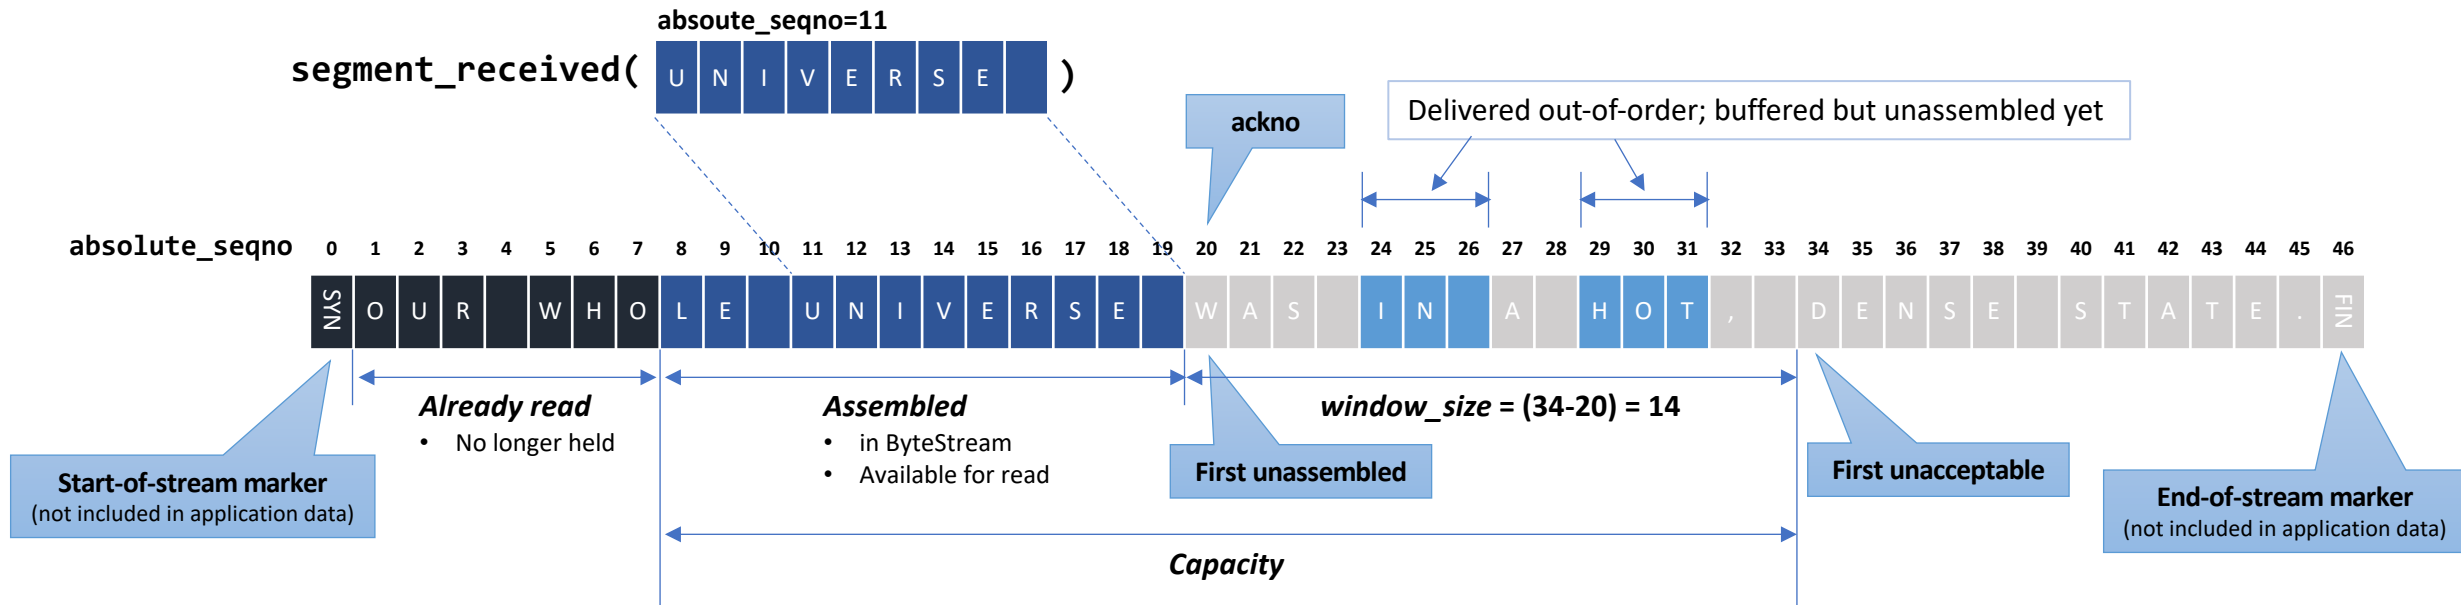 absoute_seqno=11
segment_received( U N I V E R S E )
ackno
Delivered out-of-order; buffered but unassembled yet
absolute_seqno 0 1 2 3 4 5 6 7 8 9 10 11 12 13 14 15 16 17 18 19 20 21 22 23 24 25 26 27 28 29 30 31 32 33 34 35 36 37 38 39 40 41 42 43 44 45 46
SYN O U R W H O L E U N I V E R S E W A S I N A H O T , D E N S E S T A T E . FIN
Already read
• No longer held
Assembled
• in ByteStream
• Available for read
window_size = (34-20) = 14
Start-of-stream marker
(not included in application data)
First unassembled
First unacceptable
End-of-stream marker
(not included in application data)
Capacity